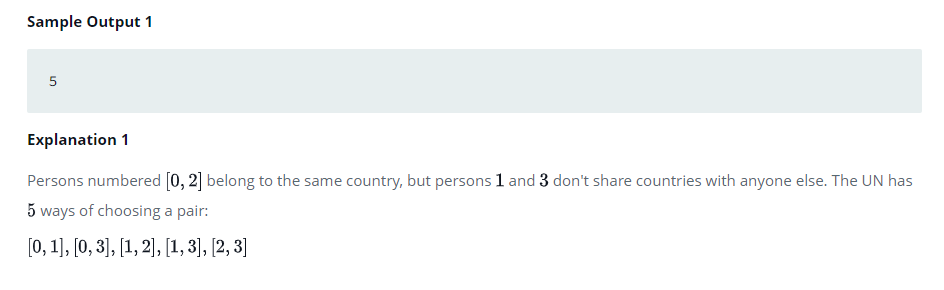 Sample Output 1
5
Explanation 1
Persons numbered [0, 2] belong to the same country, but persons 1 and 3 don't share countries with anyone else. The UN has
5 ways of choosing a pair:
[0, 1], [0, 3], [1, 2], [1, 3], [2, 3]